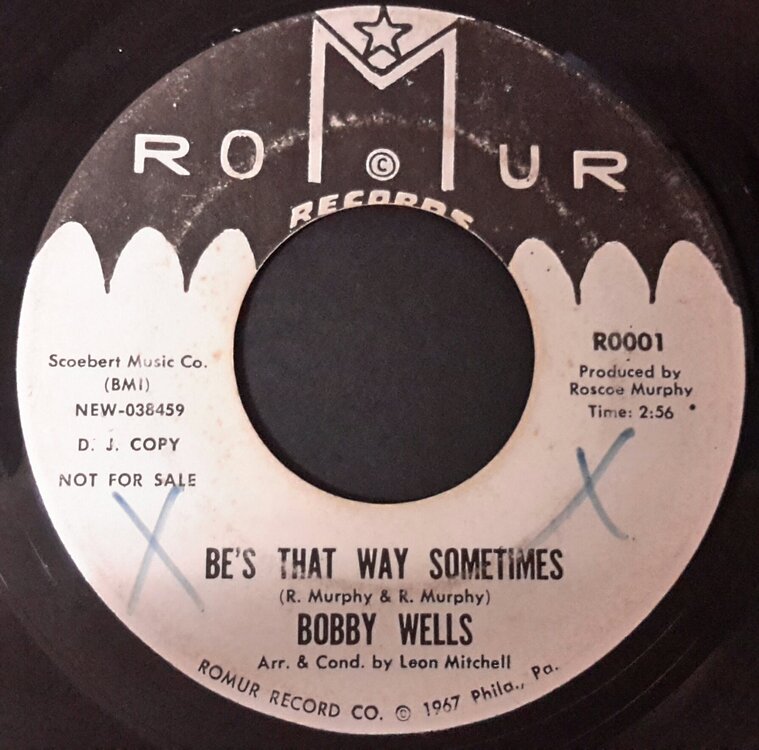 ROMUR
©
RECORDS
Scoebert Music Co.
(BMI)
NEW-038459
D. J. COPY
NOT FOR SALE
R0001
Produced by
Roscoe Murphy
Time: 2:56
BE'S THAT WAY SOMETIMES
(R. Murphy & R. Murphy)
BOBBY WELLS
Arr. & Cond. by Leon Mitchell
ROMUR RECORD CO. © 1967 Phila., Pa.